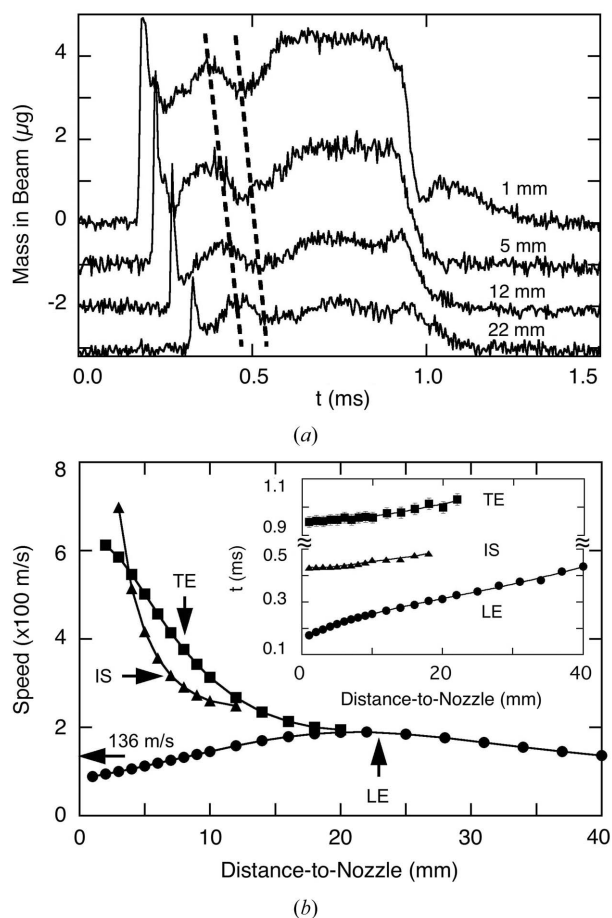 4
2
0
-2
Mass in Beam (µg)
1 mm
5 mm
12 mm
22 mm
0.0 0.5 1.0 1.5
t (ms)
(a)
8
6
4
2
0
Speed (x100 m/s)
TE
IS
136 m/s
LE
1.1
0.9
0.5
0.3
0.1
t (ms)
TE
IS
LE
0 20 40
Distance-to-Nozzle (mm)
0 10 20 30 40
Distance-to-Nozzle (mm)
(b)